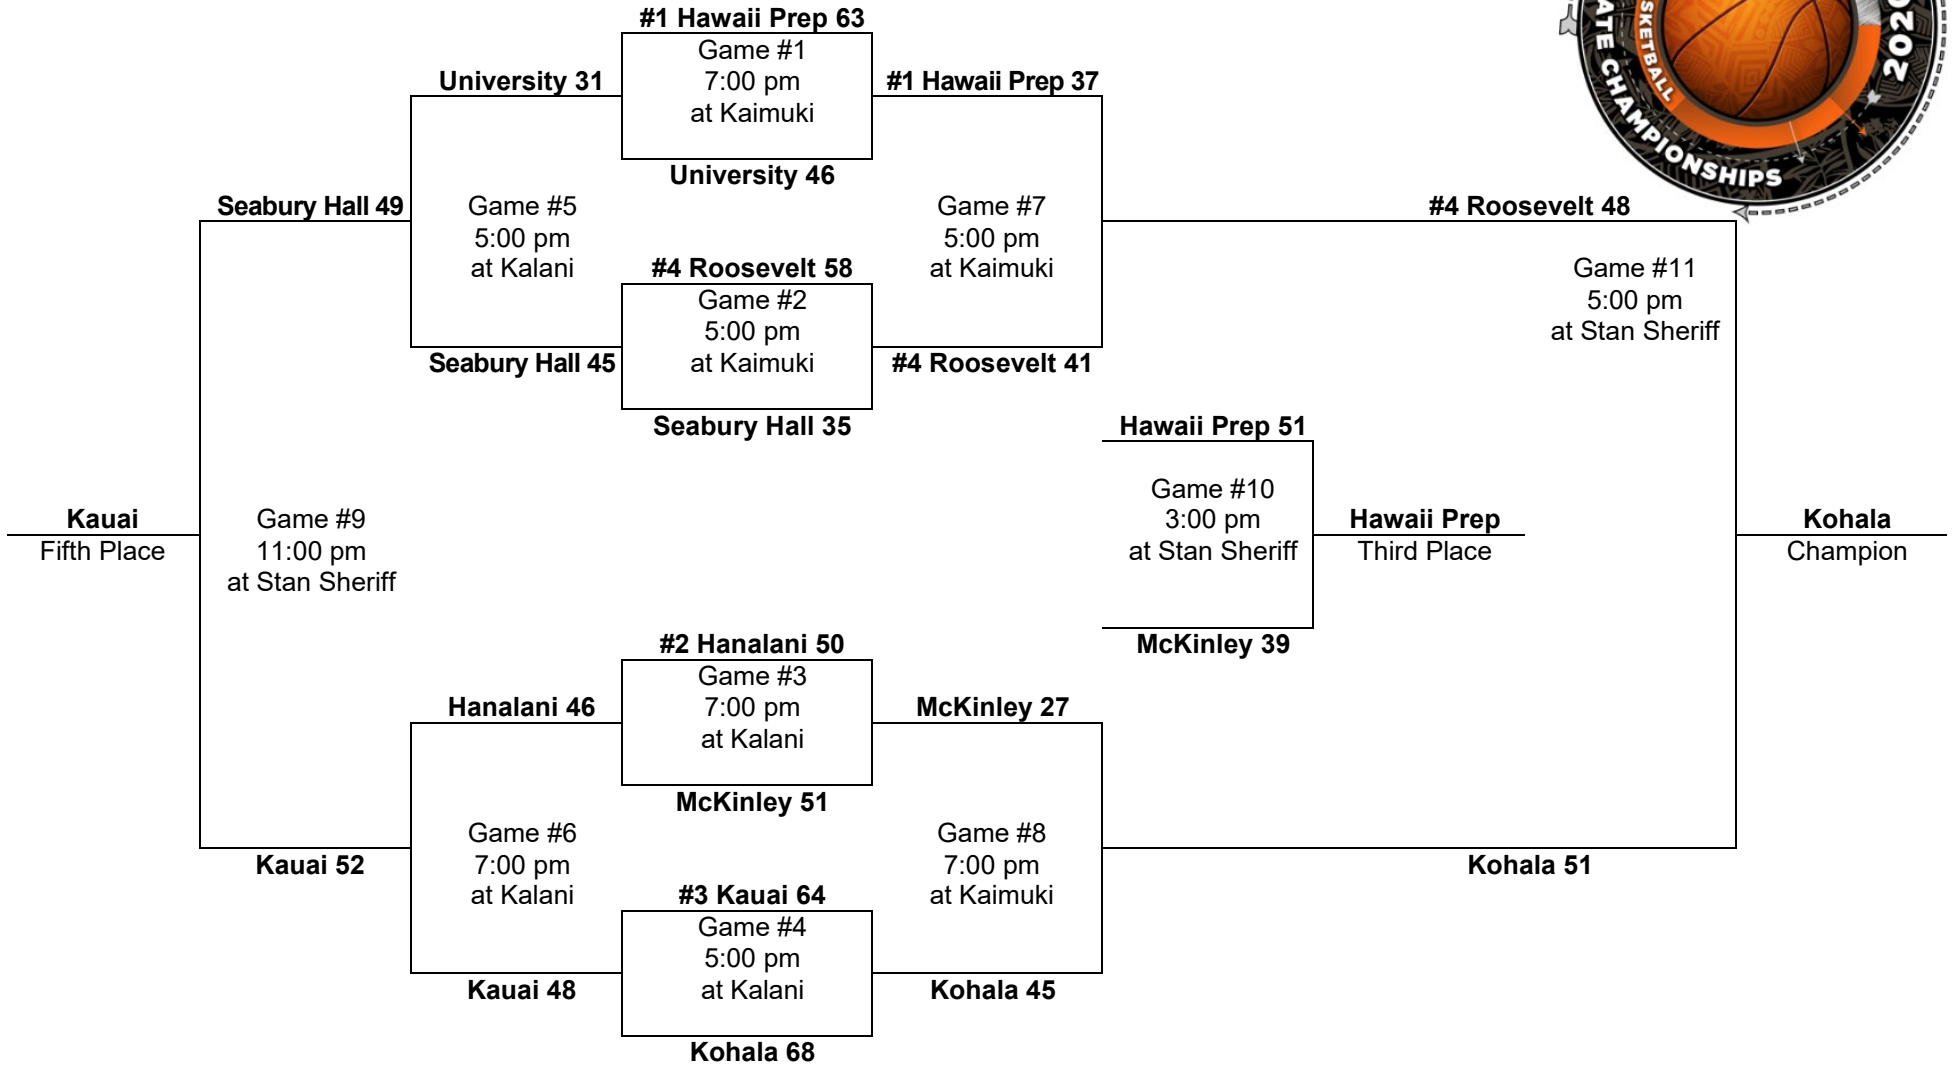 #1 Hawaii Prep 63
Game #1
7:00 pm
at Kaimuki
University 46
University 31
#1 Hawaii Prep 37
Seabury Hall 49
Game #5
5:00 pm
at Kalani
Game #7
5:00 pm
at Kaimuki
#4 Roosevelt 58
Game #2
5:00 pm
at Kaimuki
Seabury Hall 35
Seabury Hall 45
#4 Roosevelt 41
#4 Roosevelt 48
Game #11
5:00 pm
at Stan Sheriff
Hawaii Prep 51
Game #10
3:00 pm
at Stan Sheriff
McKinley 39
Hawaii Prep
Third Place
Kohala
Champion
Kauai
Fifth Place
Game #9
11:00 pm
at Stan Sheriff
#2 Hanalani 50
Game #3
7:00 pm
at Kalani
McKinley 51
Hanalani 46
McKinley 27
Kauai 52
Game #6
7:00 pm
at Kalani
Game #8
7:00 pm
at Kaimuki
Kohala 51
#3 Kauai 64
Game #4
5:00 pm
at Kalani
Kohala 68
Kauai 48
Kohala 45
CHAMPIONSHIPS